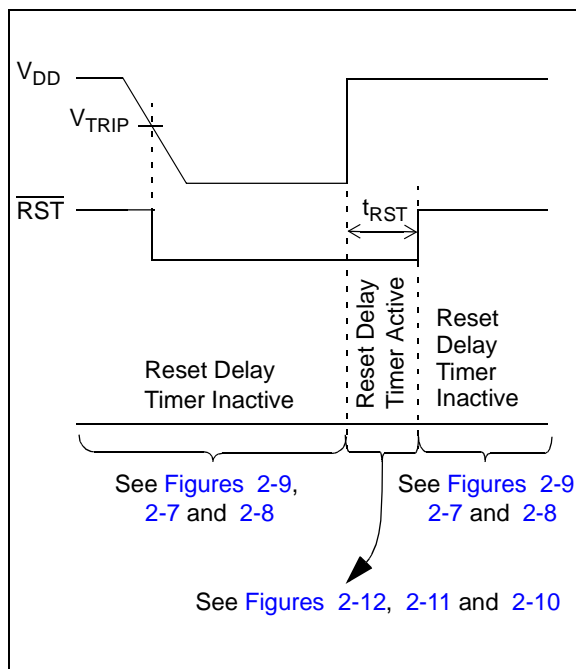 VDD
VTRIP
RST
tRST
Reset Delay
Timer Inactive
Reset Delay
Timer Active
Reset
Delay
Timer
Inactive
See Figures 2-9,
2-7 and 2-8
See Figures 2-9
2-7 and 2-8
See Figures 2-12, 2-11 and 2-10